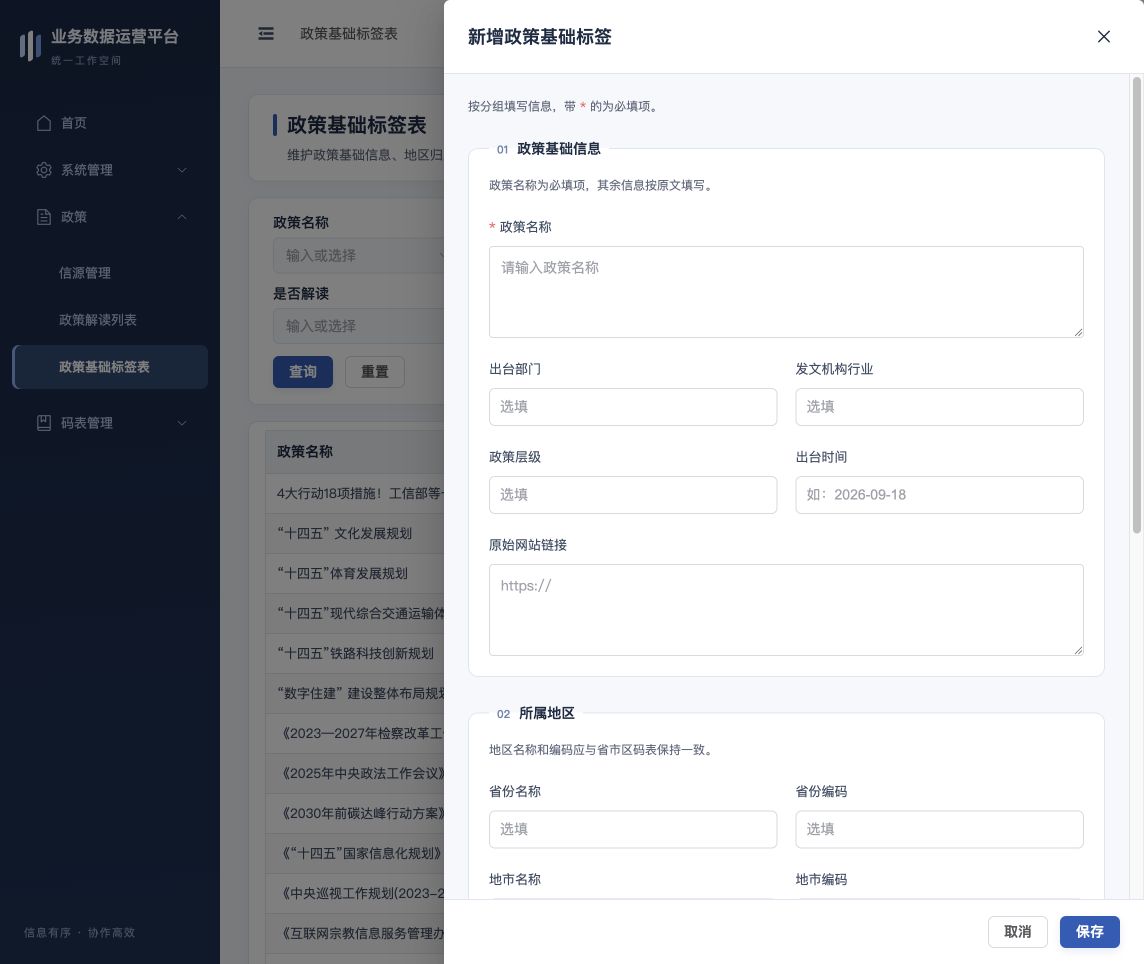 业务数据运营平台
统一工作空间
首页
系统管理
政策
信源管理
政策解读列表
政策基础标签表
码表管理
信息有序 · 协作高效
政策基础标签表
政策基础标签表
维护政策基础信息、地区归
政策名称
输入或选择
是否解读
输入或选择
查询
重置
政策名称
4大行动18项措施！工信部等
“十四五” 文化发展规划
“十四五”体育发展规划
“十四五”现代综合交通运输体
“十四五”铁路科技创新规划
“数字住建” 建设整体布局规划
《2023—2027年检察改革工
《2025年中央政法工作会议》
《2030年前碳达峰行动方案》
《“十四五”国家信息化规划》
《中央巡视工作规划(2023-2
《互联网宗教信息服务管理办
新增政策基础标签
按分组填写信息，带 * 的为必填项。
01 政策基础信息
政策名称为必填项，其余信息按原文填写。
* 政策名称
请输入政策名称
出台部门
发文机构行业
选填
选填
政策层级
出台时间
选填
如：2026-09-18
原始网站链接
https://
02 所属地区
地区名称和编码应与省市区码表保持一致。
省份名称
省份编码
选填
选填
地市名称
地市编码
取消
保存